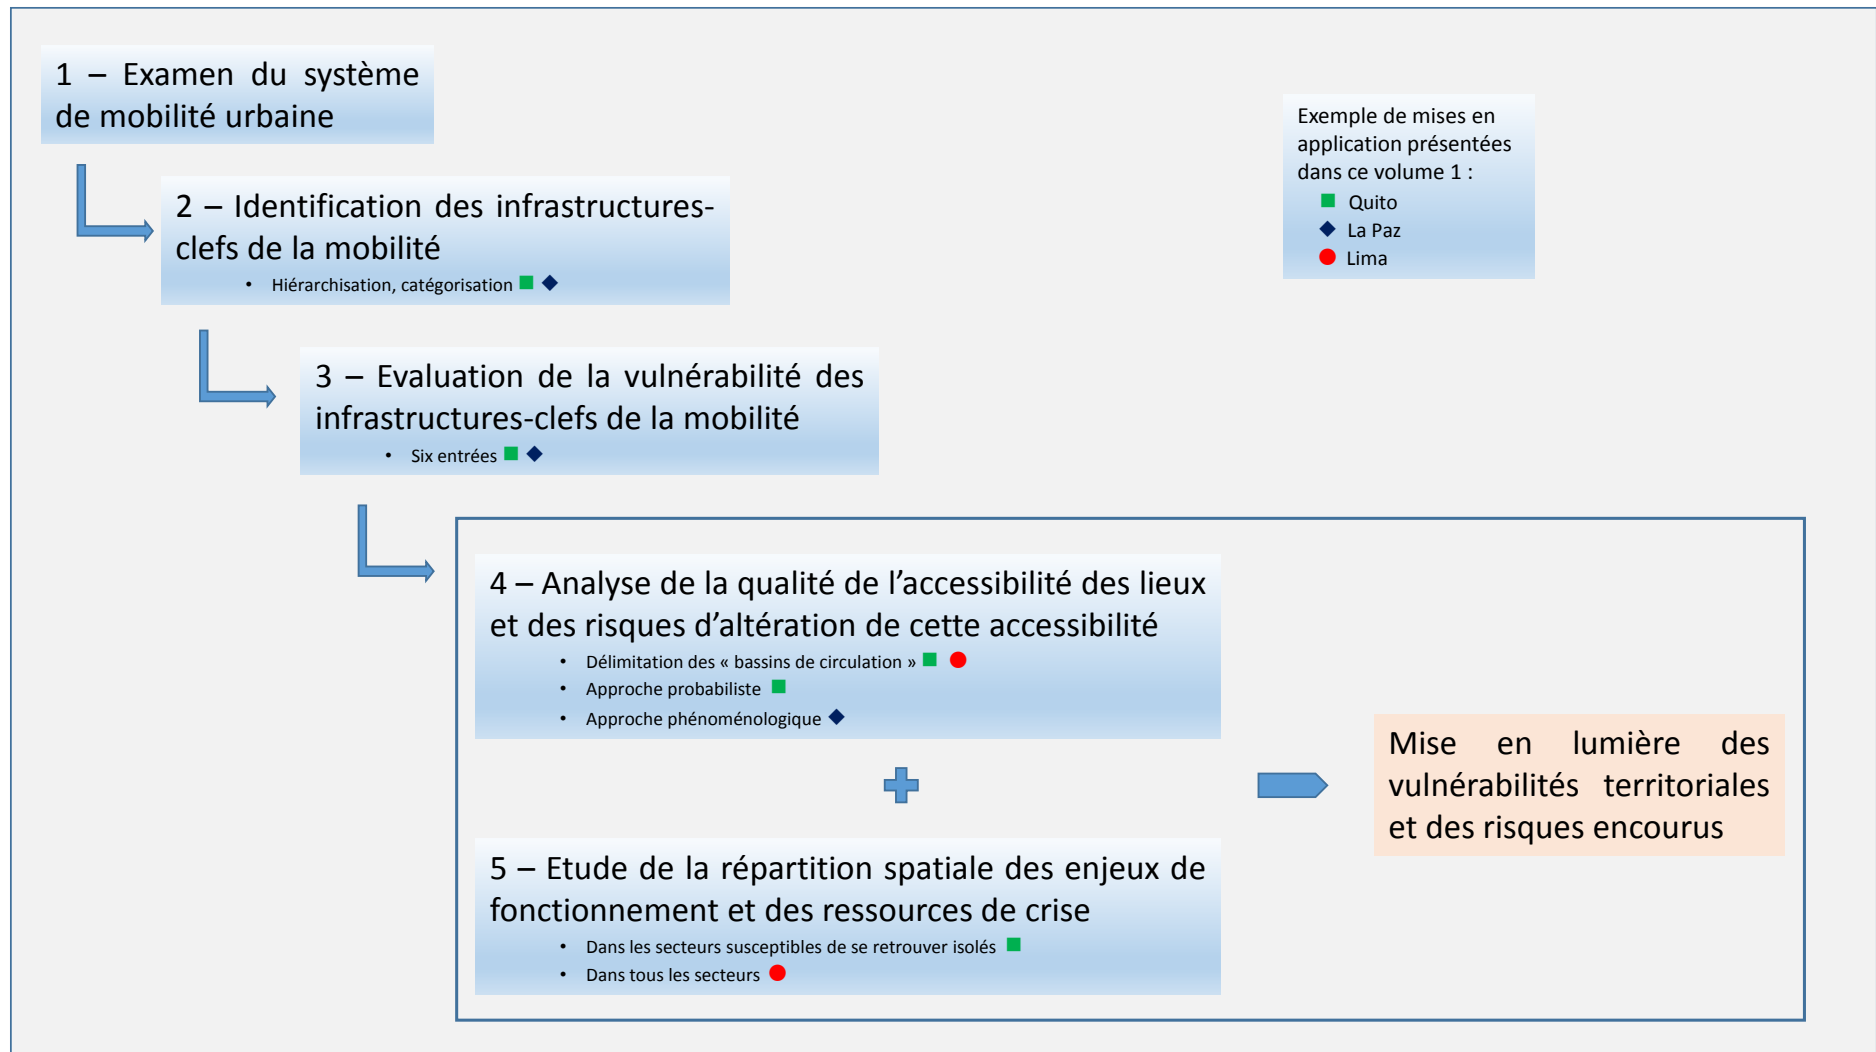 1 – Examen du système
de mobilité urbaine
Exemple de mises en
application présentées
dans ce volume 1 :
Quito
La Paz
Lima
2 – Identification des infrastructures-
clefs de la mobilité
• Hiérarchisation, catégorisation
3 – Evaluation de la vulnérabilité des
infrastructures-clefs de la mobilité
• Six entrées
4 – Analyse de la qualité de l’accessibilité des lieux
et des risques d’altération de cette accessibilité
• Délimitation des « bassins de circulation »
• Approche probabiliste
• Approche phénoménologique
Mise en lumière des
vulnérabilités territoriales
et des risques encourus
5 – Etude de la répartition spatiale des enjeux de
fonctionnement et des ressources de crise
• Dans les secteurs susceptibles de se retrouver isolés
• Dans tous les secteurs